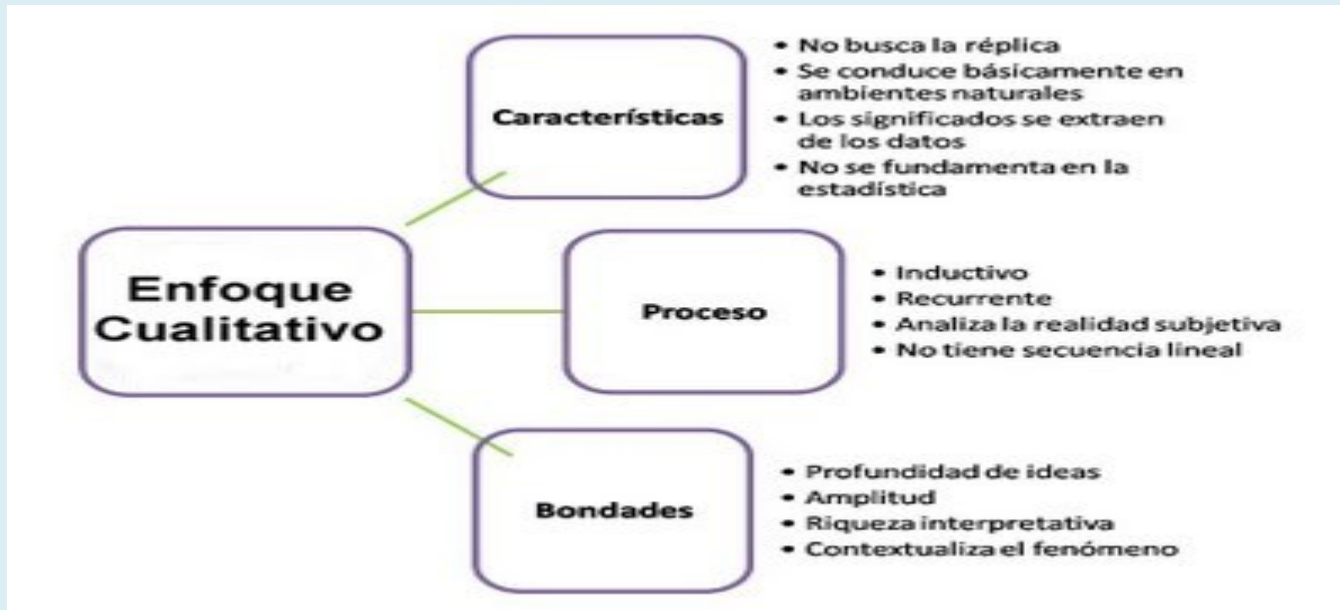 Características
• No busca la réplica
• Se conduce básicamente en
ambientes naturales
• Los significados se extraen
de los datos
• No se fundamenta en la
estadística
Enfoque
Cualitativo
Proceso
• Inductivo
• Recurrente
• Analiza la realidad subjetiva
• No tiene secuencia lineal
Bondades
• Profundidad de ideas
• Amplitud
• Riqueza interpretativa
• Contextualiza el fenómeno